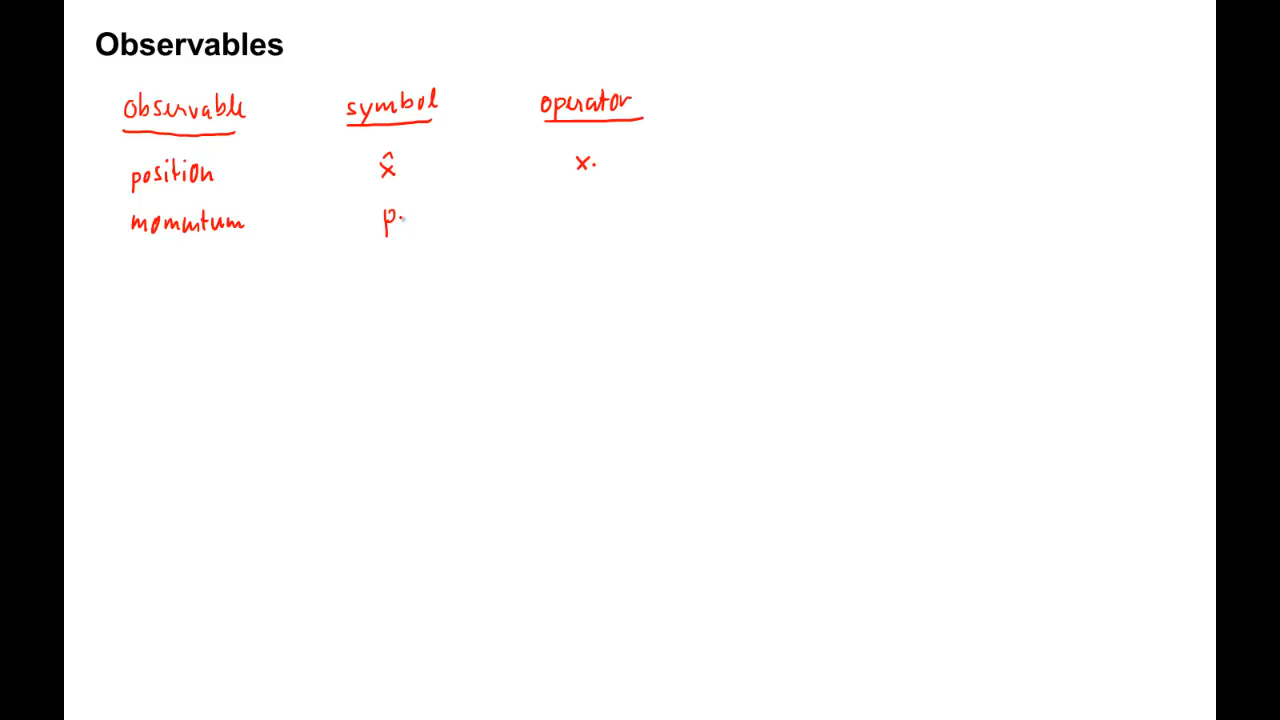 Observables
observable symbol operator
position x̂ x·
momentum p·